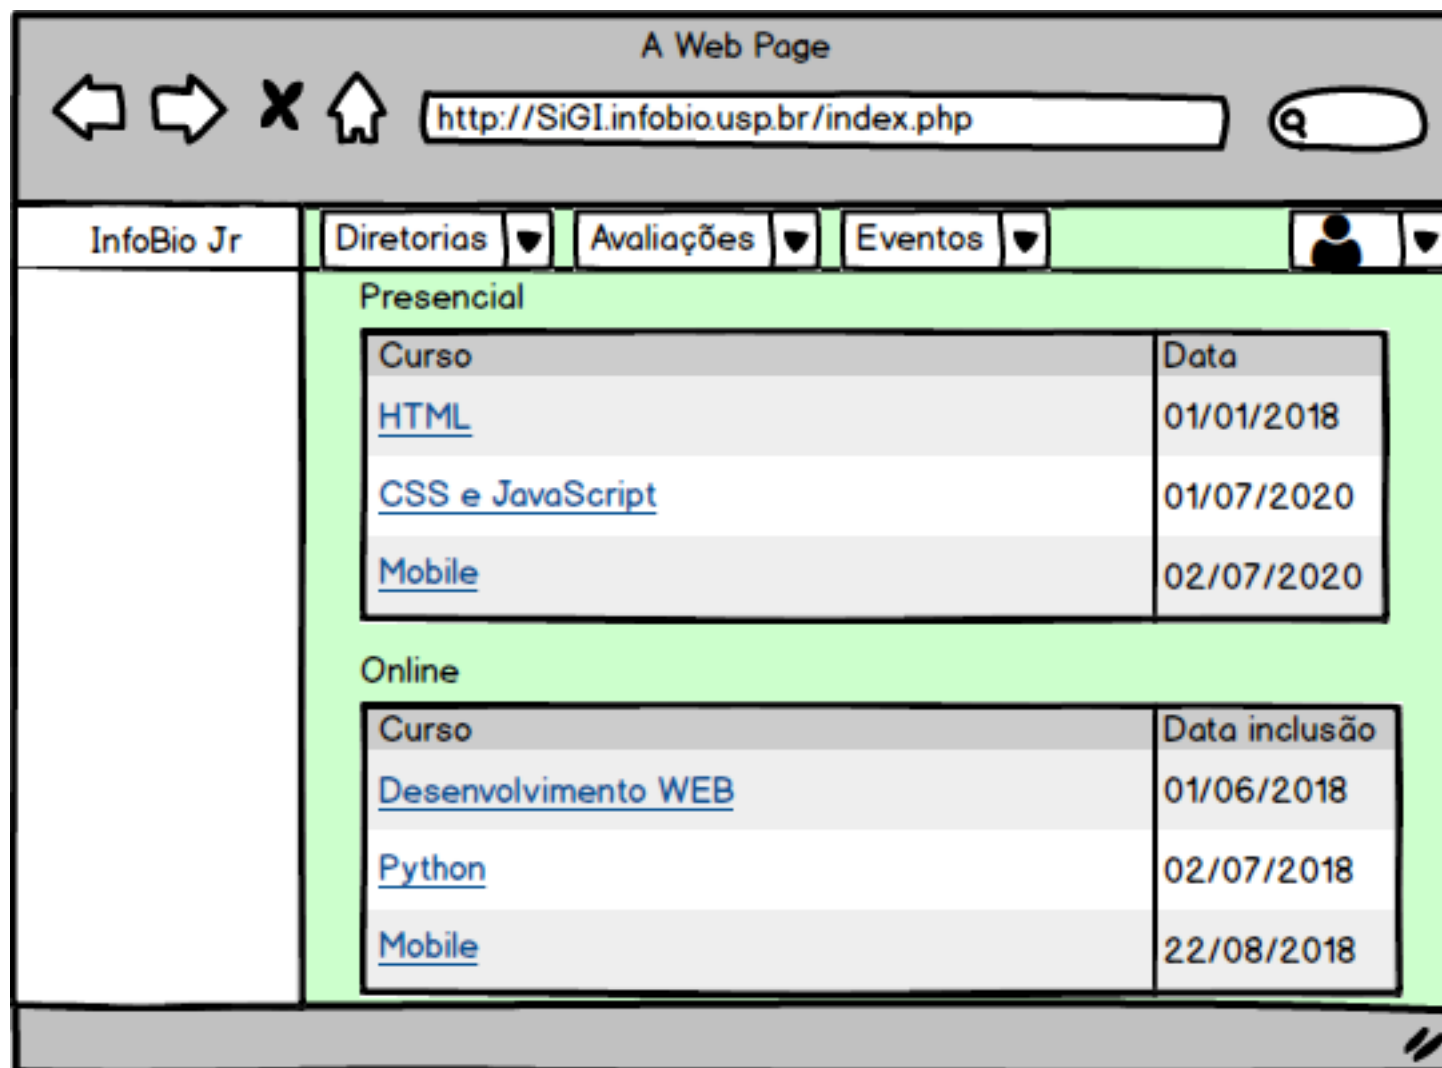 A Web Page
http://SiGI.infobio.usp.br/index.php
InfoBio Jr Diretorias Avaliações Eventos
Presencial
Curso Data
HTML 01/01/2018
CSS e JavaScript 01/07/2020
Mobile 02/07/2020
Online
Curso Data inclusão
Desenvolvimento WEB 01/06/2018
Python 02/07/2018
Mobile 22/08/2018